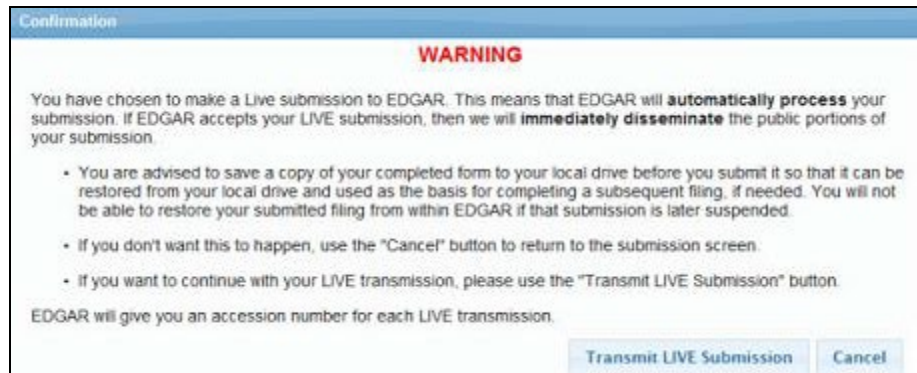 Confirmation
WARNING
You have chosen to make a Live submission to EDGAR. This means that EDGAR will automatically process your
submission. If EDGAR accepts your LIVE submission, then we will immediately disseminate the public portions of
your submission.
• You are advised to save a copy of your completed form to your local drive before you submit it so that it can be
restored from your local drive and used as the basis for completing a subsequent filing, if needed. You will not
be able to restore your submitted filing from within EDGAR if that submission is later suspended.
• If you don't want this to happen, use the "Cancel" button to return to the submission screen.
• If you want to continue with your LIVE transmission, please use the "Transmit LIVE Submission" button.
EDGAR will give you an accession number for each LIVE transmission.
Transmit LIVE Submission Cancel